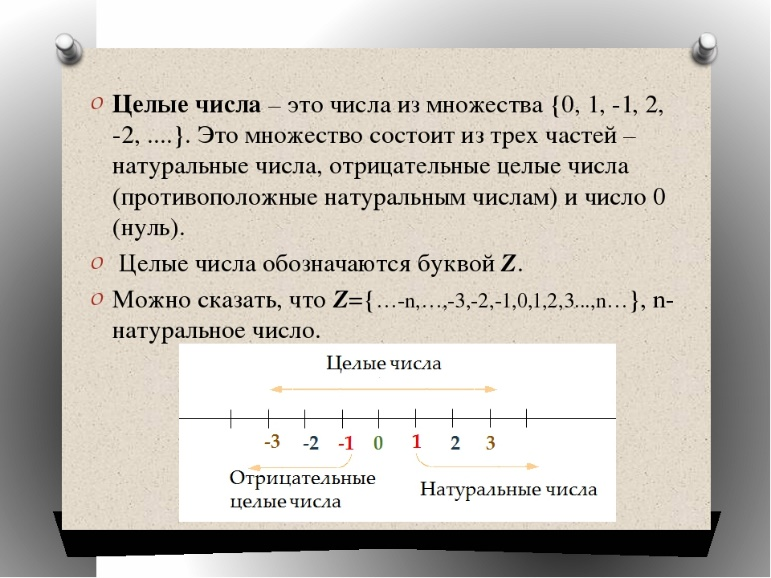 Целые числа – это числа из множества {0, 1, -1, 2,
-2, ....}. Это множество состоит из трех частей –
натуральные числа, отрицательные целые числа
(противоположные натуральным числам) и число 0
(нуль).
Целые числа обозначаются буквой Z.
Можно сказать, что Z={…-n,…,-3,-2,-1,0,1,2,3...,n…}, n-
натуральное число.
Целые числа
-3 -2 -1 0 1 2 3
Отрицательные
целые числа
Натуральные числа